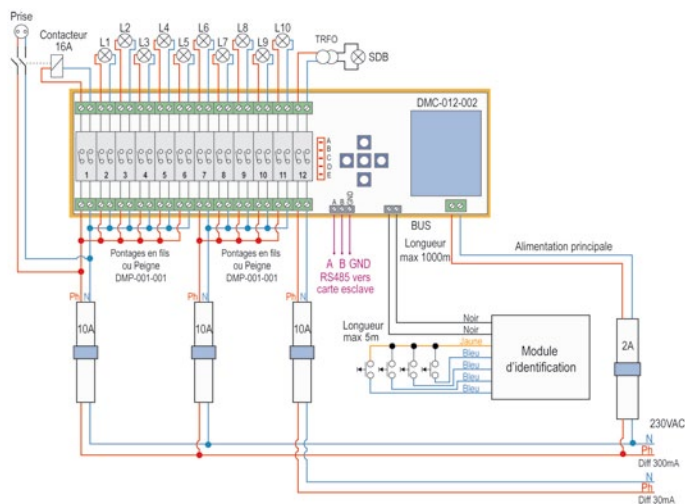 Prise
Contacteur
16A
L1
L2
L3
L4
L5
L6
L7
L8
L9
L10
TRFO
SDB
DMC-012-002
A
B
C
D
E
1
2
3
4
5
6
7
8
9
10
11
12
A
B
GND
BUS
Pontages en fils
ou Peigne
DMP-001-001
Pontages en fils
ou Peigne
DMP-001-001
A B GND
RS485 vers
carte esclave
Longueur
max 1000m
Alimentation principale
Ph N
Ph N
Ph N
10A
10A
10A
2A
Longueur
max 5m
Noir
Noir
Jaune
Bleu
Bleu
Bleu
Bleu
Module
d'identification
230VAC
N
Ph
Diff 300mA
N
Ph
Diff 30mA